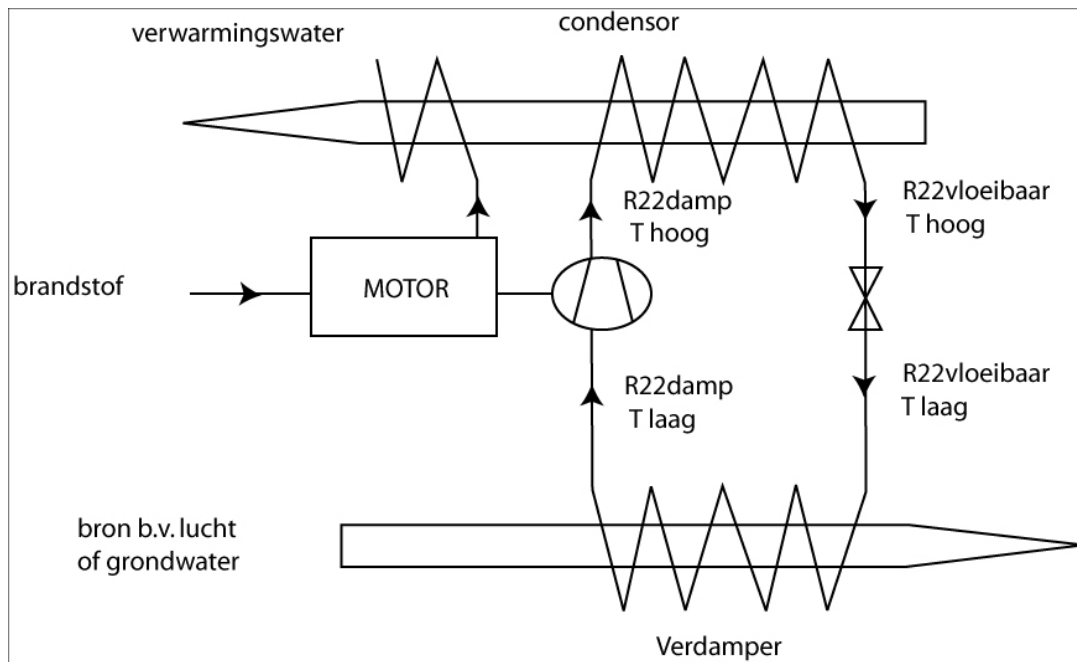 verwarmingswater
condensor
R22damp
T hoog
R22vloeibaar
T hoog
brandstof
MOTOR
R22damp
T laag
R22vloeibaar
T laag
bron b.v. lucht
of grondwater
Verdamper